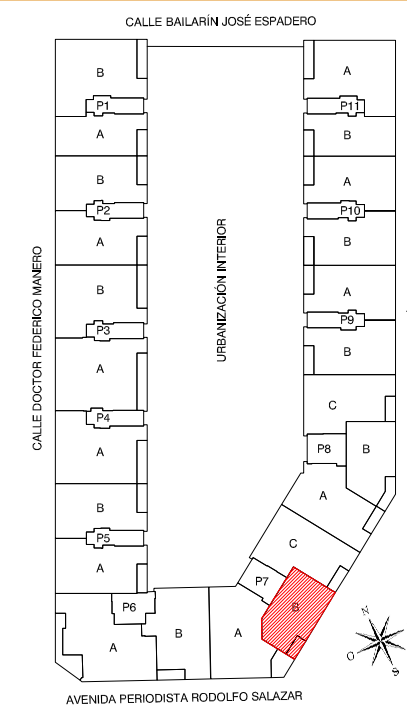 CALLE BAILARÍN JOSÉ ESPADERO
B
A
P1
P11
A
B
B
A
P2
P10
A
B
CALLE DOCTOR FEDERICO MANERO
URBANIZACIÓN INTERIOR
B
A
P3
P9
A
B
C
P4
P8
B
A
A
B
C
P5
A
P7
P6
B
A
B
A
N
O
S
AVENIDA PERIODISTA RODOLFO SALAZAR